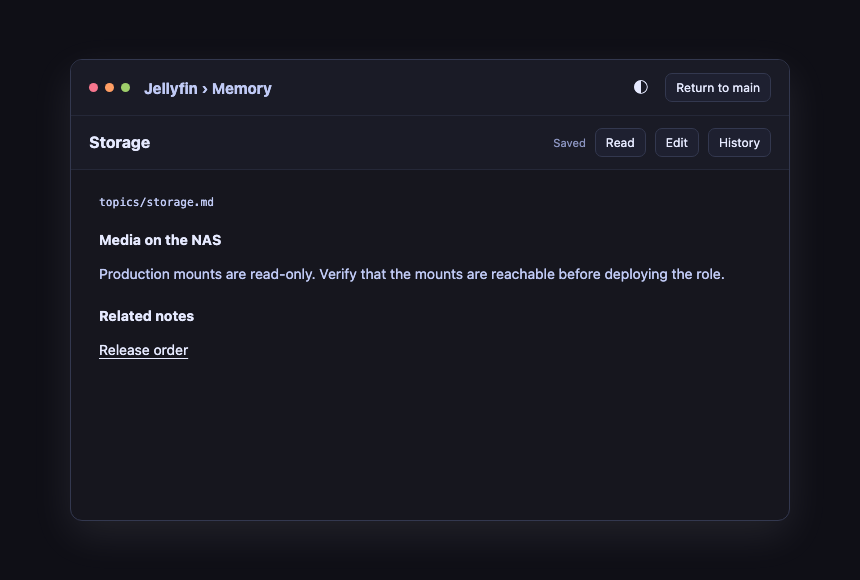 Jellyfin › Memory
Return to main
Storage
Saved
Read
Edit
History
topics/storage.md
Media on the NAS
Production mounts are read-only. Verify that the mounts are reachable before deploying the role.
Related notes
Release order